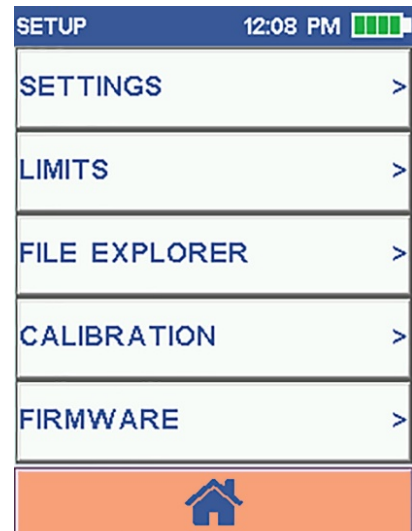 SETUP 12:08 PM
SETTINGS >
LIMITS >
FILE EXPLORER >
CALIBRATION >
FIRMWARE >